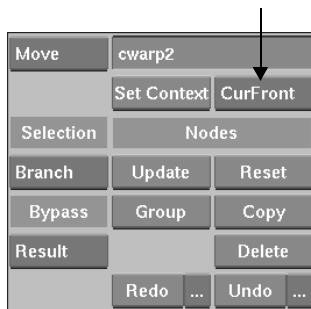 Move cwarp2
Set Context CurFront
Selection Nodes
Branch Update Reset
Bypass Group Copy
Result Delete
Redo ... Undo ...